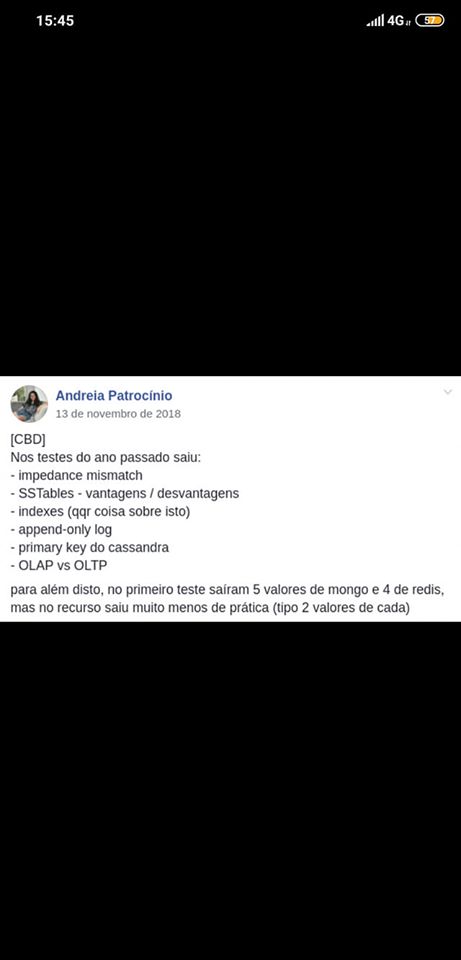 15:45
4G
57
Andreia Patrocínio
13 de novembro de 2018
[CBD]
Nos testes do ano passado saiu:
- impedance mismatch
- SSTables - vantagens / desvantagens
- indexes (qqr coisa sobre isto)
- append-only log
- primary key do cassandra
- OLAP vs OLTP
para além disto, no primeiro teste saíram 5 valores de mongo e 4 de redis,
mas no recurso saiu muito menos de prática (tipo 2 valores de cada)